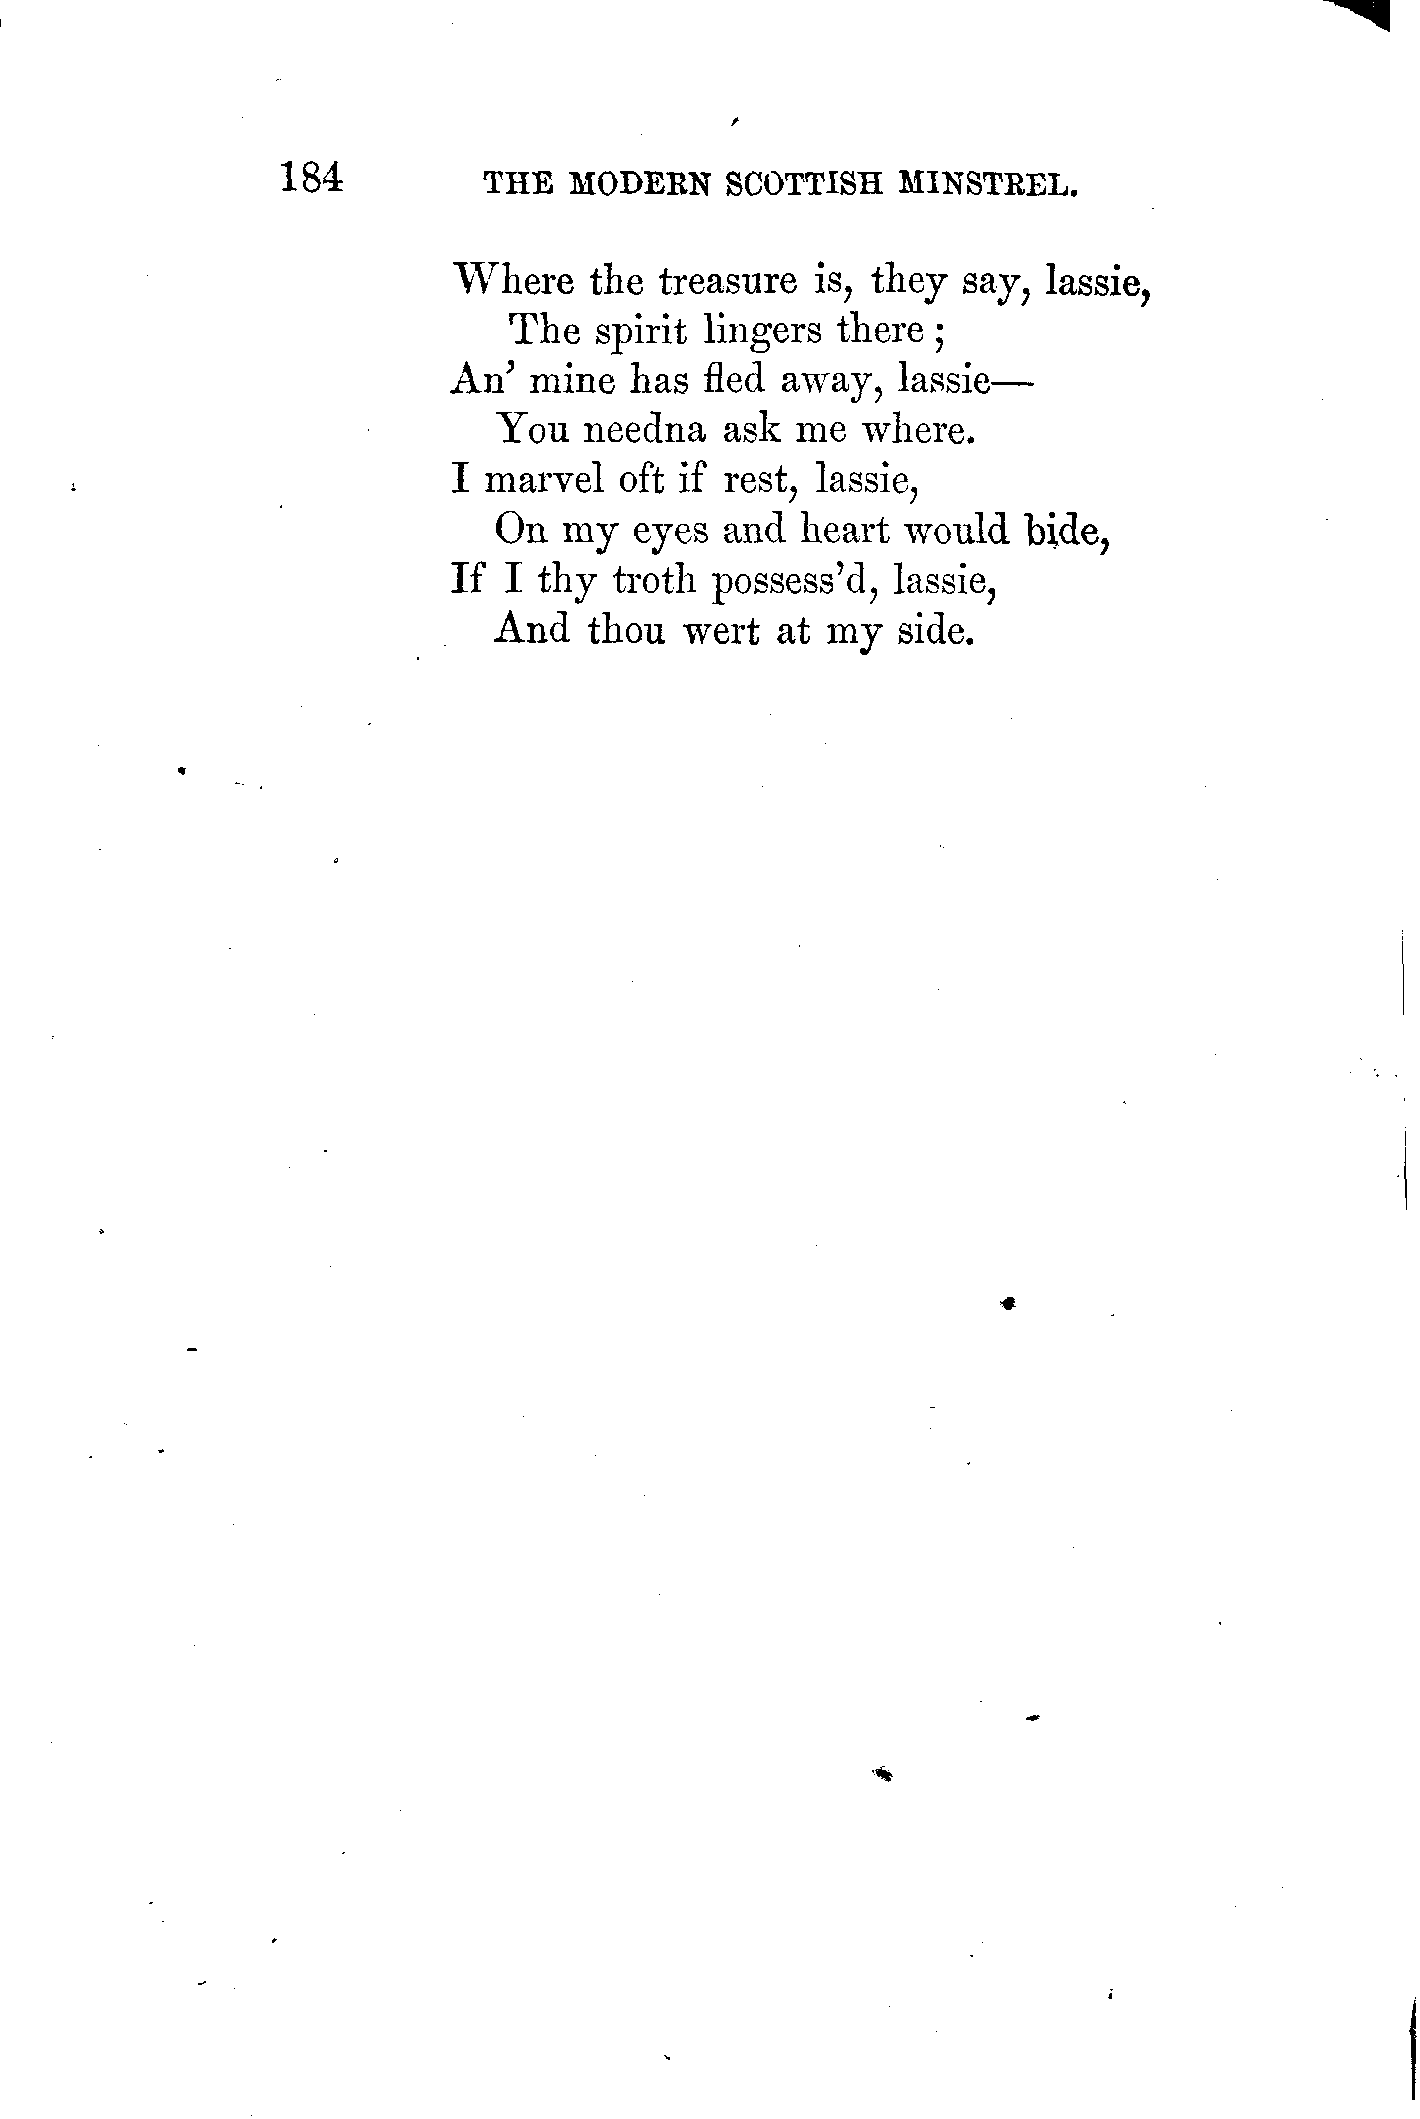 184 THE MODERN SCOTTISH MINSTREL.
Where the treasure is, they say, lassie,
The spirit lingers there ;
An' mine has fled away, lassie—
You needna ask me where.
I marvel oft if rest, lassie,
On my eyes and heart would bide,
If I thy troth possess'd, lassie,
And thou wert at my side.